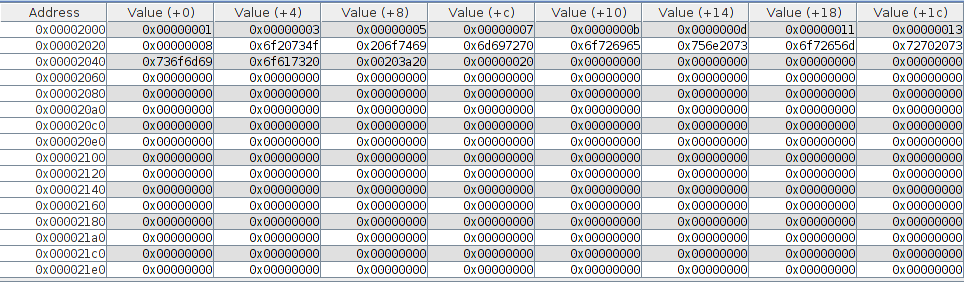 Address Value (+0) Value (+4) Value (+8) Value (+c) Value (+10) Value (+14) Value (+18) Value (+1c)
0x00002000 0x00000001 0x00000003 0x00000005 0x00000007 0x0000000b 0x0000000d 0x00000011 0x00000013
0x00002020 0x00000008 0x6f20734f 0x206f7469 0x6d697270 0x6f726965 0x756e2073 0x6f72656d 0x72702073
0x00002040 0x736f6d69 0x6f617320 0x00203a20 0x00000020 0x00000000 0x00000000 0x00000000 0x00000000
0x00002060 0x00000000 0x00000000 0x00000000 0x00000000 0x00000000 0x00000000 0x00000000 0x00000000
0x00002080 0x00000000 0x00000000 0x00000000 0x00000000 0x00000000 0x00000000 0x00000000 0x00000000
0x000020a0 0x00000000 0x00000000 0x00000000 0x00000000 0x00000000 0x00000000 0x00000000 0x00000000
0x000020c0 0x00000000 0x00000000 0x00000000 0x00000000 0x00000000 0x00000000 0x00000000 0x00000000
0x000020e0 0x00000000 0x00000000 0x00000000 0x00000000 0x00000000 0x00000000 0x00000000 0x00000000
0x00002100 0x00000000 0x00000000 0x00000000 0x00000000 0x00000000 0x00000000 0x00000000 0x00000000
0x00002120 0x00000000 0x00000000 0x00000000 0x00000000 0x00000000 0x00000000 0x00000000 0x00000000
0x00002140 0x00000000 0x00000000 0x00000000 0x00000000 0x00000000 0x00000000 0x00000000 0x00000000
0x00002160 0x00000000 0x00000000 0x00000000 0x00000000 0x00000000 0x00000000 0x00000000 0x00000000
0x00002180 0x00000000 0x00000000 0x00000000 0x00000000 0x00000000 0x00000000 0x00000000 0x00000000
0x000021a0 0x00000000 0x00000000 0x00000000 0x00000000 0x00000000 0x00000000 0x00000000 0x00000000
0x000021c0 0x00000000 0x00000000 0x00000000 0x00000000 0x00000000 0x00000000 0x00000000 0x00000000
0x000021e0 0x00000000 0x00000000 0x00000000 0x00000000 0x00000000 0x00000000 0x00000000 0x00000000